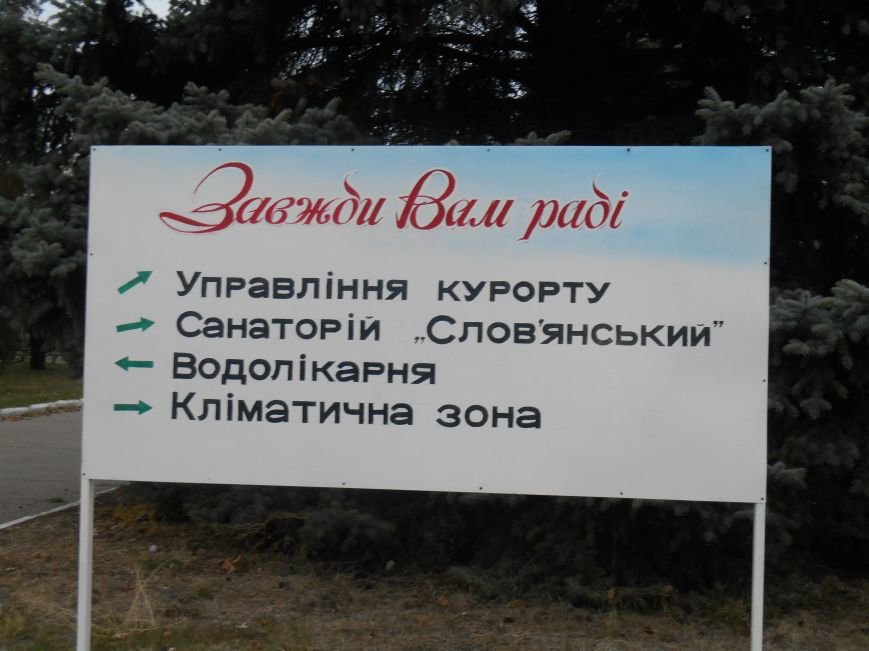 Завжди Вам раді
Управління курорту
Санаторій „Слов'янський"
Водолікарня
Кліматична зона